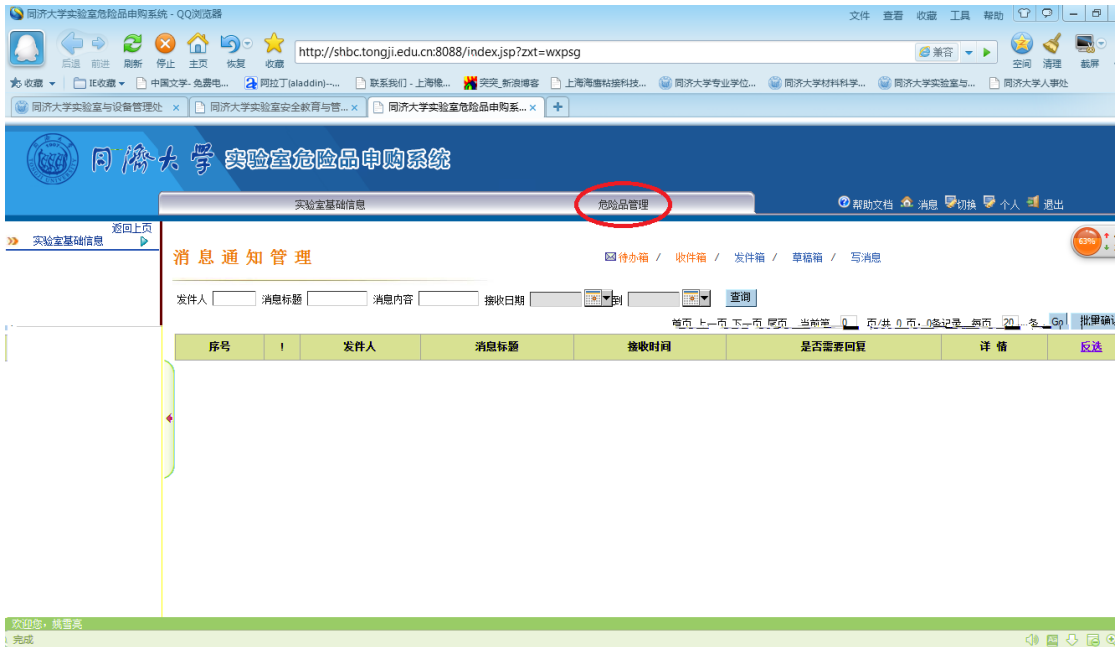 同济大学实验室危险品申购系统 - QQ浏览器 文件 查看 收藏 工具 帮助
后退 前进 刷新 停止 主页 恢复 收藏 http://shbc.tongji.edu.cn:8088/index.jsp?zxt=wxpsg 兼容 空间 清理 截屏
收藏 IE收藏 中国文学- 免费电... 阿拉丁(aladdin)--... 联系我们 - 上海橡... 突突_新浪博客 上海海鹰粘接科技... 同济大学专业学位... 同济大学材料科学... 同济大学实验室与... 同济大学人事处
同济大学实验室与设备管理处 × 同济大学实验室安全教育与管... × 同济大学实验室危险品申购系... × +
同濟大學 实验室危险品申购系统
实验室基础信息 危险品管理 帮助文档 消息 切换 个人 退出
返回上页
实验室基础信息
63%
消息通知管理 待办箱 / 收件箱 / 发件箱 / 草稿箱 / 写消息
发件人 消息标题 消息内容 接收日期 到 查询
首页 上一页 下一页 尾页 当前第 0 页/共 0 页, 0条记录 每页 20 条 Go 批量确认
序号 ! 发件人 消息标题 接收时间 是否需要回复 详 情 反选
欢迎您，姚雪亮
完成